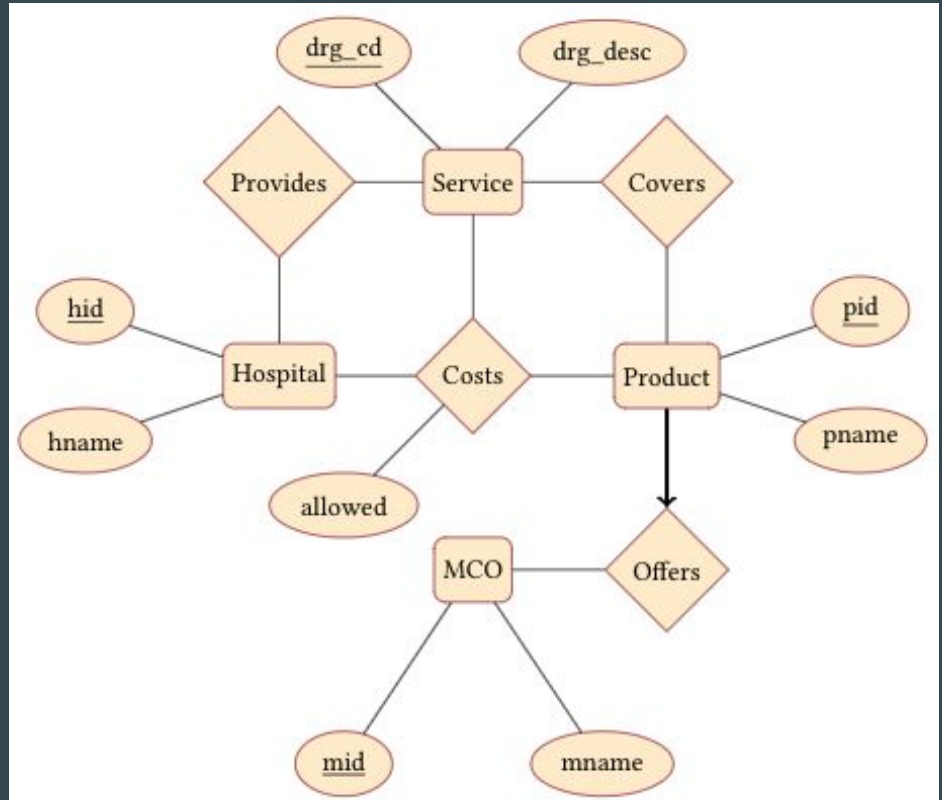 drg_cd
drg_desc
Provides
Service
Covers
hid
pid
Hospital
Costs
Product
hname
pname
allowed
MCO
Offers
mid
mname